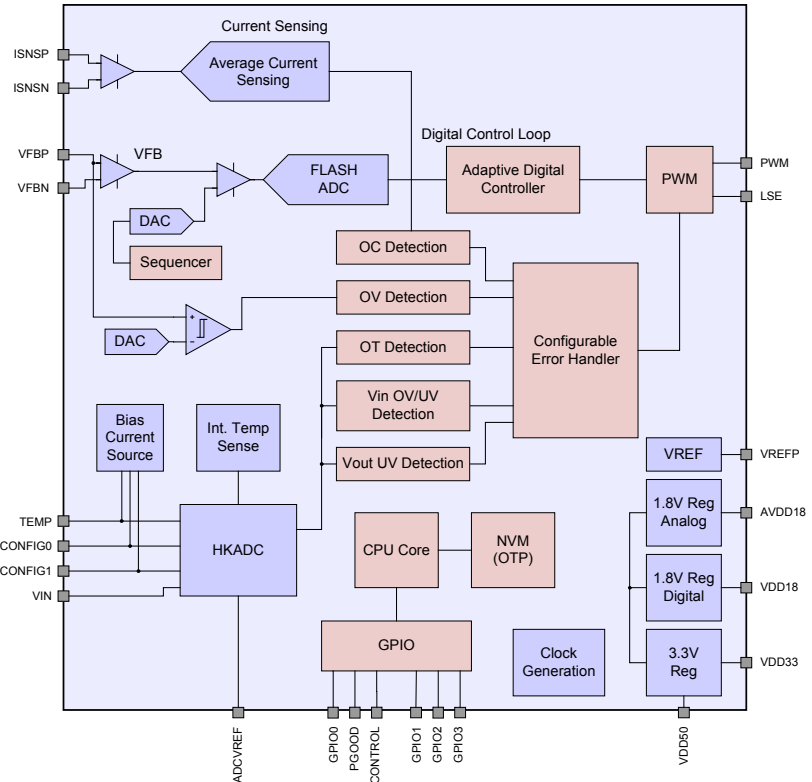 Current Sensing
ISNSP
ISNSN
Average Current
Sensing
Digital Control Loop
VFBP
VFBN
VFB
FLASH
ADC
Adaptive Digital
Controller
PWM
PWM
LSE
DAC
Sequencer
OC Detection
OV Detection
+
-
DAC
OT Detection
Configurable
Error Handler
Vin OV/UV
Detection
Vout UV Detection
Bias
Current
Source
Int. Temp
Sense
VREF
VREFP
1.8V Reg
Analog
AVDD18
TEMP
CONFIG0
CONFIG1
VIN
HKADC
CPU Core
NVM
(OTP)
1.8V Reg
Digital
VDD18
GPIO
Clock
Generation
3.3V
Reg
VDD33
ADCVREF
GPIO0
PGOOD
CONTROL
GPIO1
GPIO2
GPIO3
VDD50